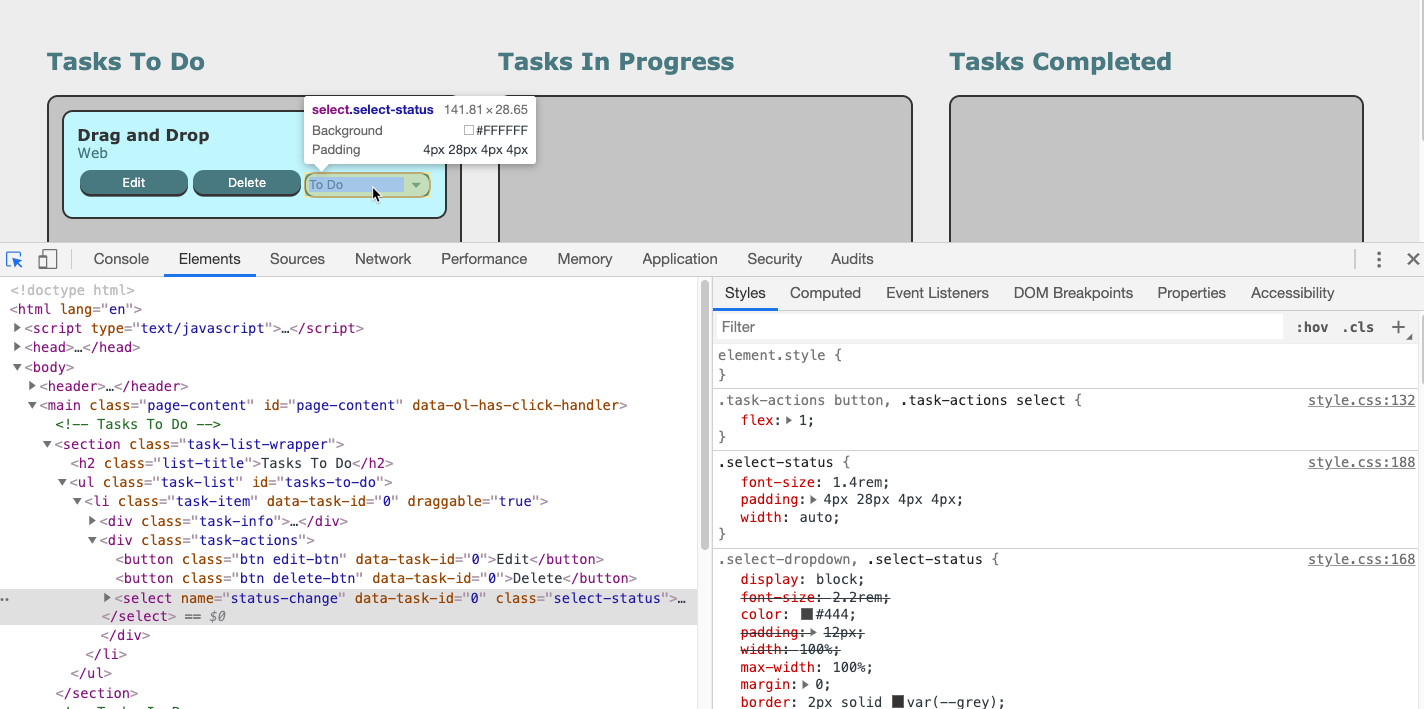 Tasks To Do
Tasks In Progress
Tasks Completed
select.select-status 141.81 × 28.65
Background #FFFFFF
Padding 4px 28px 4px 4px
Drag and Drop
Web
Edit
Delete
To Do
Console
Elements
Sources
Network
Performance
Memory
Application
Security
Audits
<!doctype html>
<html lang="en">
<script type="text/javascript">…</script>
<head>…</head>
<body>
<header>…</header>
<main class="page-content" id="page-content" data-ol-has-click-handler>
<!-- Tasks To Do -->
<section class="task-list-wrapper">
<h2 class="list-title">Tasks To Do</h2>
<ul class="task-list" id="tasks-to-do">
<li class="task-item" data-task-id="0" draggable="true">
<div class="task-info">…</div>
<div class="task-actions">
<button class="btn edit-btn" data-task-id="0">Edit</button>
<button class="btn delete-btn" data-task-id="0">Delete</button>
<select name="status-change" data-task-id="0" class="select-status">…
</select> == $0
</div>
</li>
</ul>
</section>
Styles
Computed
Event Listeners
DOM Breakpoints
Properties
Accessibility
Filter
:hov .cls +
element.style {
}
.task-actions button, .task-actions select { style.css:132
flex: 1;
}
.select-status { style.css:188
font-size: 1.4rem;
padding: 4px 28px 4px 4px;
width: auto;
}
.select-dropdown, .select-status { style.css:168
display: block;
font-size: 2.2rem;
color: #444;
padding: 12px;
width: 100%;
max-width: 100%;
margin: 0;
border: 2px solid var(--grey);